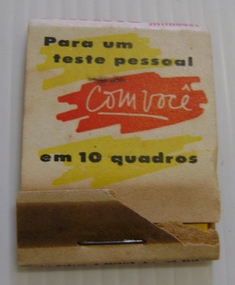 Para um
teste pessoal
Com você
em 10 quadros